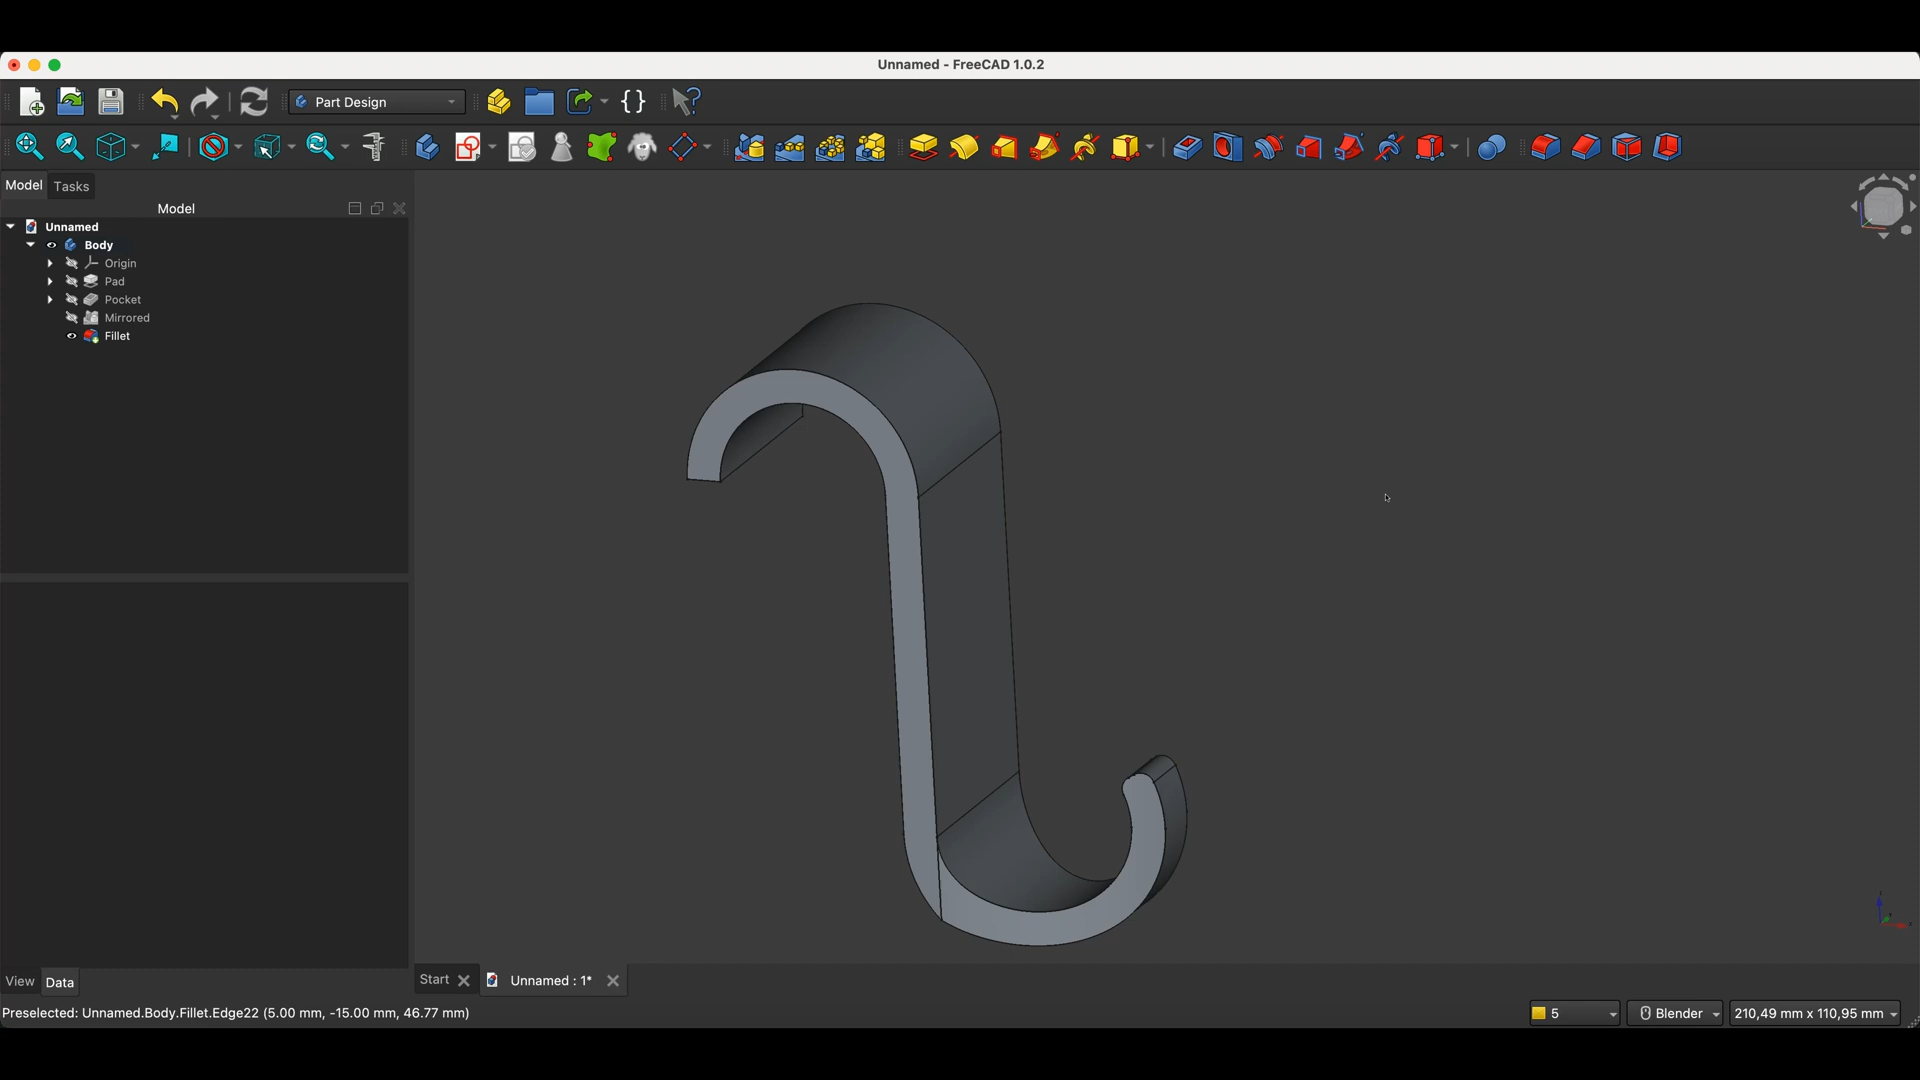 Unnamed - FreeCAD 1.0.2
Part Design
Model
Tasks
Model
Unnamed
Body
Origin
Pad
Pocket
Mirrored
Fillet
View
Data
Start
Unnamed : 1*
Preselected: Unnamed.Body.Fillet.Edge22 (5.00 mm, -15.00 mm, 46.77 mm)
5
Blender
210,49 mm x 110,95 mm